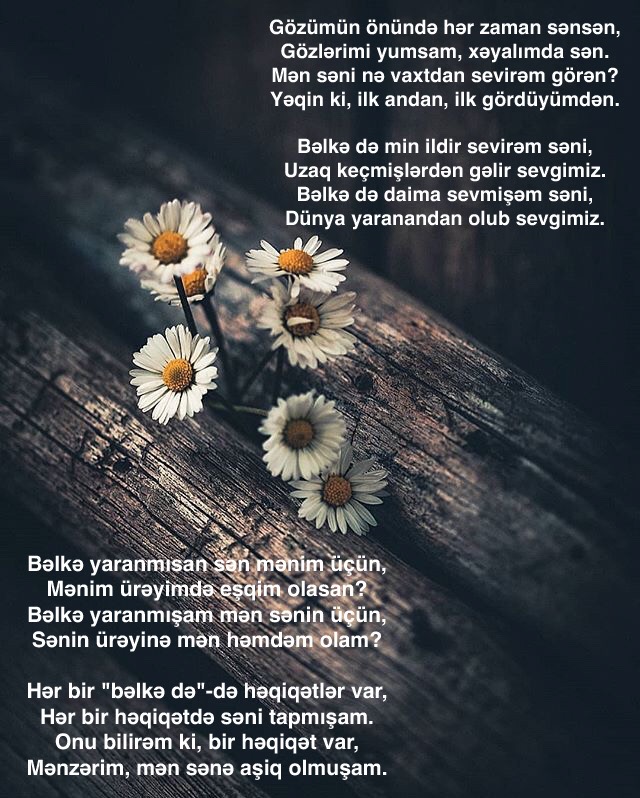 Gözümün önündə hər zaman sənsən,
Gözlərimi yumsam, xəyalımda sən.
Mən səni nə vaxtdan sevirəm görən?
Yəqin ki, ilk andan, ilk gördüyümdən.
Bəlkə də min ildir sevirəm səni,
Uzaq keçmişlərdən gəlir sevgimiz.
Bəlkə də daima sevmişəm səni,
Dünya yaranandan olub sevgimiz.
Bəlkə yaranmısan sən mənim üçün,
Mənim ürəyimdə eşqim olasan?
Bəlkə yaranmışam mən sənin üçün,
Sənin ürəyinə mən həmdəm olam?
Hər bir "bəlkə də"-də həqiqətlər var,
Hər bir həqiqətdə səni tapmışam.
Onu bilirəm ki, bir həqiqət var,
Mənzərim, mən sənə aşiq olmuşam.